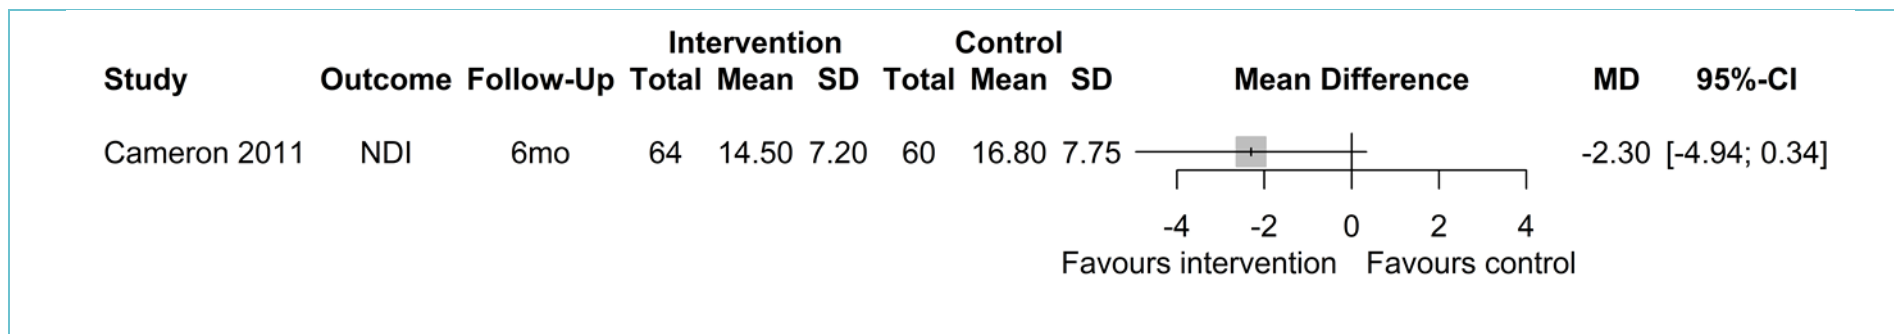 Intervention Control
Study Outcome Follow-Up Total Mean SD Total Mean SD Mean Difference MD 95%-CI
Cameron 2011 NDI 6mo 64 14.50 7.20 60 16.80 7.75 -2.30 [-4.94; 0.34]
-4 -2 0 2 4
Favours intervention Favours control